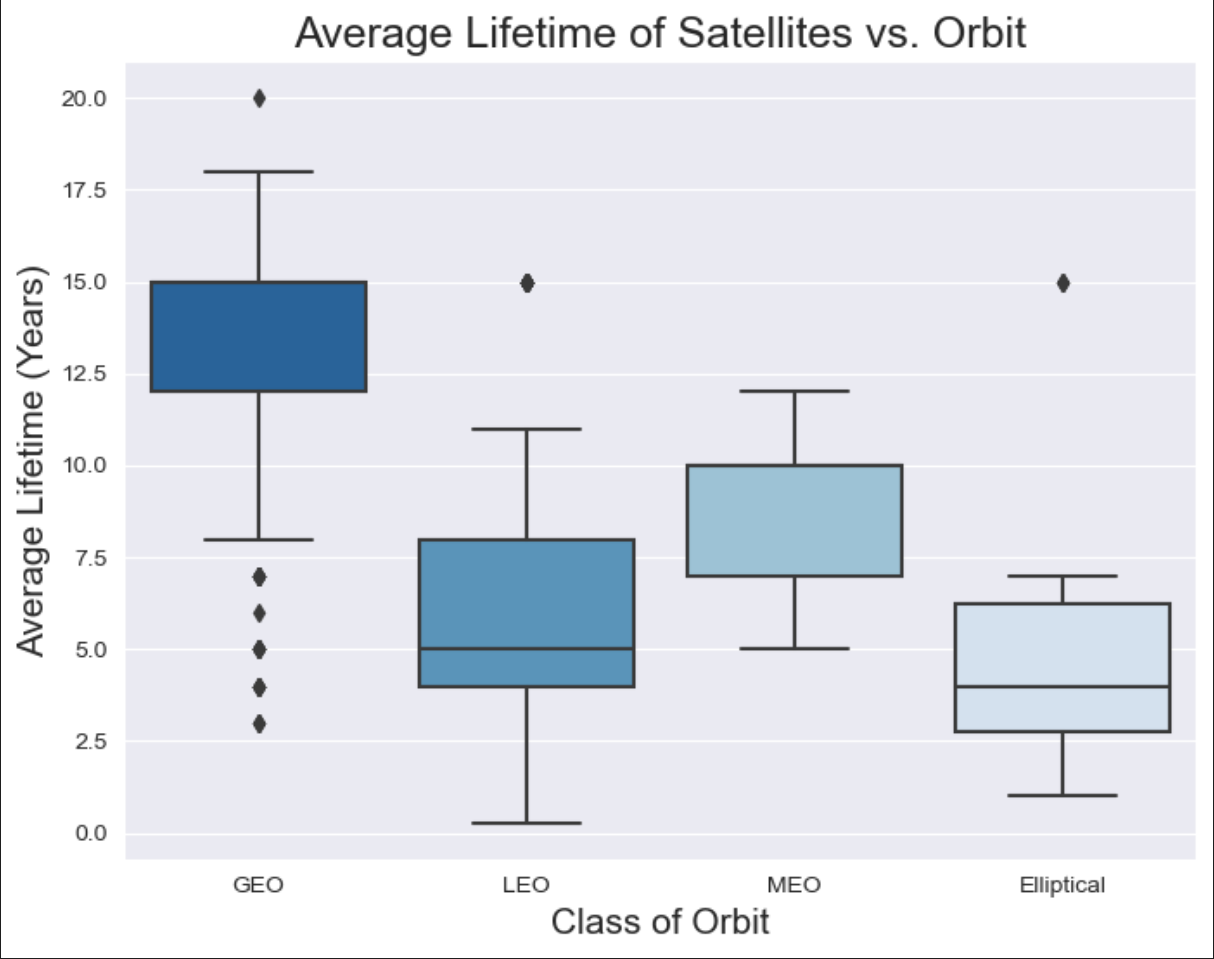 Average Lifetime of Satellites vs. Orbit
Average Lifetime (Years)
20.0
17.5
15.0
12.5
10.0
7.5
5.0
2.5
0.0
GEO LEO MEO Elliptical
Class of Orbit